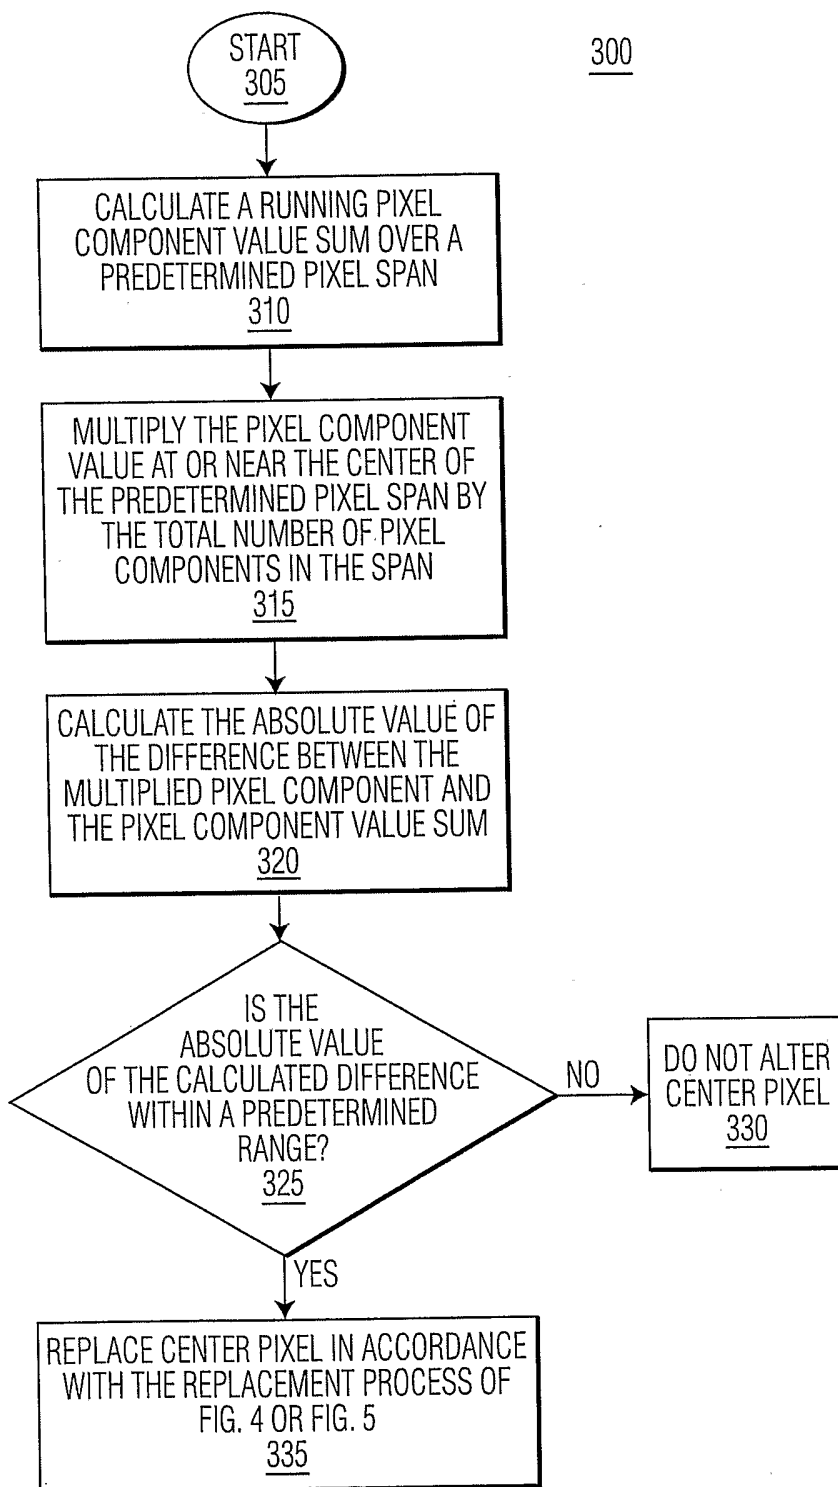 START
305
300
CALCULATE A RUNNING PIXEL
COMPONENT VALUE SUM OVER A
PREDETERMINED PIXEL SPAN
310
MULTIPLY THE PIXEL COMPONENT
VALUE AT OR NEAR THE CENTER OF
THE PREDETERMINED PIXEL SPAN BY
THE TOTAL NUMBER OF PIXEL
COMPONENTS IN THE SPAN
315
CALCULATE THE ABSOLUTE VALUE OF
THE DIFFERENCE BETWEEN THE
MULTIPLIED PIXEL COMPONENT AND
THE PIXEL COMPONENT VALUE SUM
320
IS THE
ABSOLUTE VALUE
OF THE CALCULATED DIFFERENCE
WITHIN A PREDETERMINED
RANGE?
325
NO
DO NOT ALTER
CENTER PIXEL
330
YES
REPLACE CENTER PIXEL IN ACCORDANCE
WITH THE REPLACEMENT PROCESS OF
FIG. 4 OR FIG. 5
335